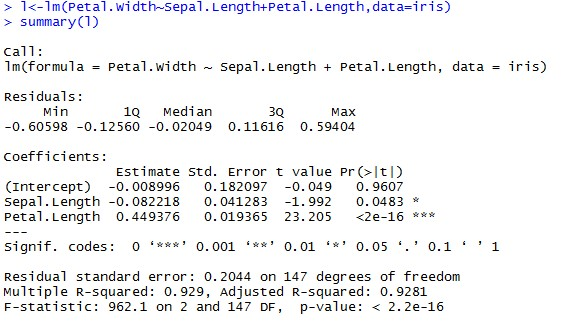 > l<-lm(Petal.Width~Sepal.Length+Petal.Length,data=iris)
> summary(l)
Call:
lm(formula = Petal.Width ~ Sepal.Length + Petal.Length, data = iris)
Residuals:
Min 1Q Median 3Q Max
-0.60598 -0.12560 -0.02049 0.11616 0.59404
Coefficients:
Estimate Std. Error t value Pr(>|t|)
(Intercept) -0.008996 0.182097 -0.049 0.9607
Sepal.Length -0.082218 0.041283 -1.992 0.0483 *
Petal.Length 0.449376 0.019365 23.205 <2e-16 ***
---
Signif. codes: 0 ‘***’ 0.001 ‘**’ 0.01 ‘*’ 0.05 ‘.’ 0.1 ‘ ’ 1
Residual standard error: 0.2044 on 147 degrees of freedom
Multiple R-squared: 0.929, Adjusted R-squared: 0.9281
F-statistic: 962.1 on 2 and 147 DF, p-value: < 2.2e-16